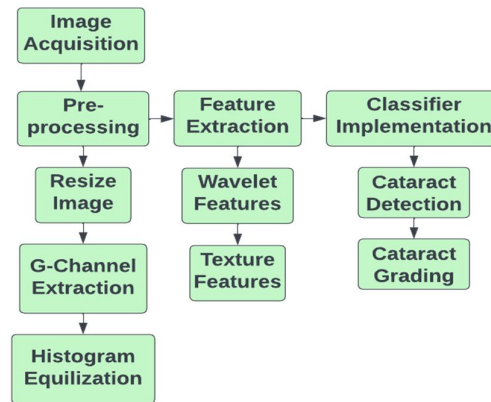 Image
Acquisition
Pre-
processing
Feature
Extraction
Classifier
Implementation
Resize
Image
Wavelet
Features
Cataract
Detection
G-Channel
Extraction
Texture
Features
Cataract
Grading
Histogram
Equilization